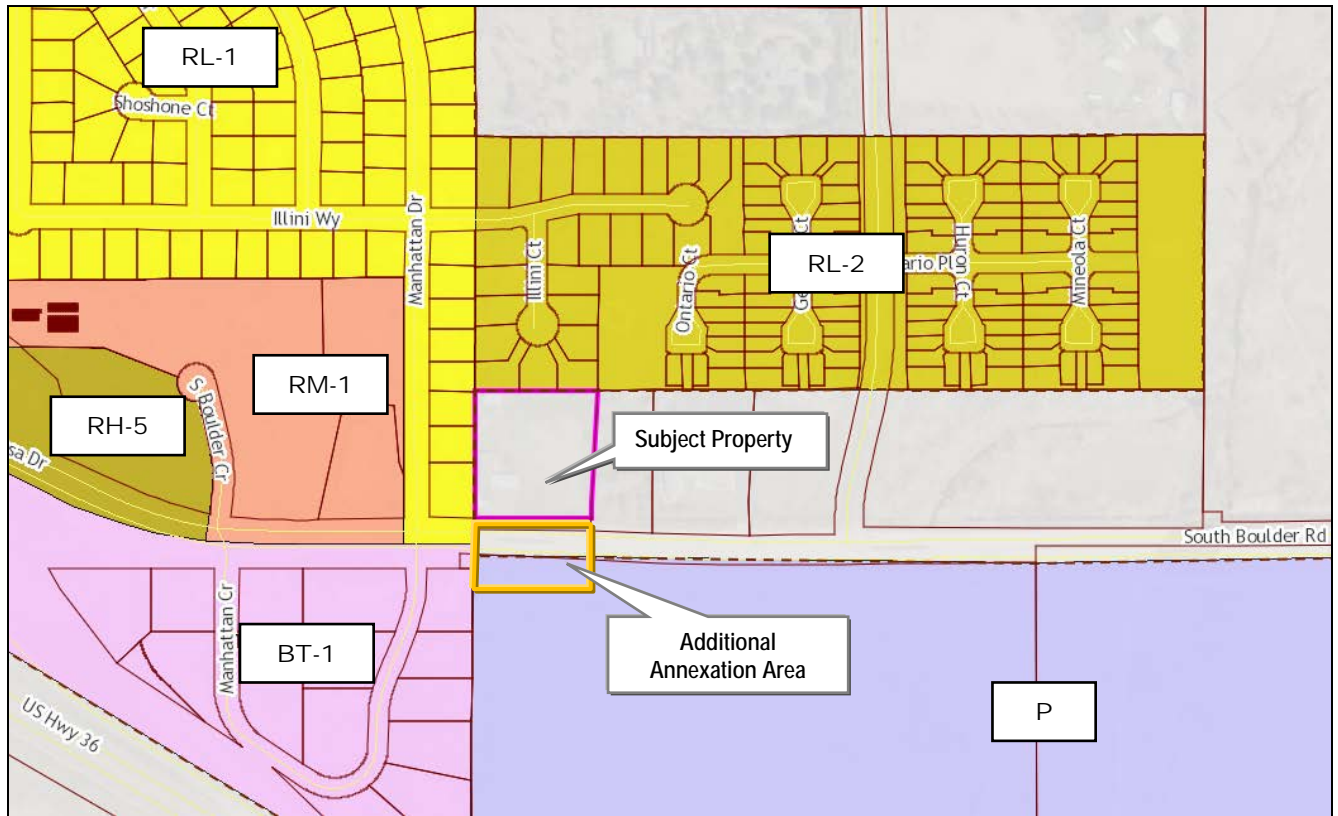 RL-1
Shoshone Ct
Illini Wy
Manhattan Dr
Illini Ct
Ontario Ct
Ct
RL-2
Huron Ct
Mineola Ct
RM-1
RH-5
S Boulder Cr
Subject Property
South Boulder Rd
Additional
Annexation Area
Manhattan Cr
BT-1
P
US Hwy 36